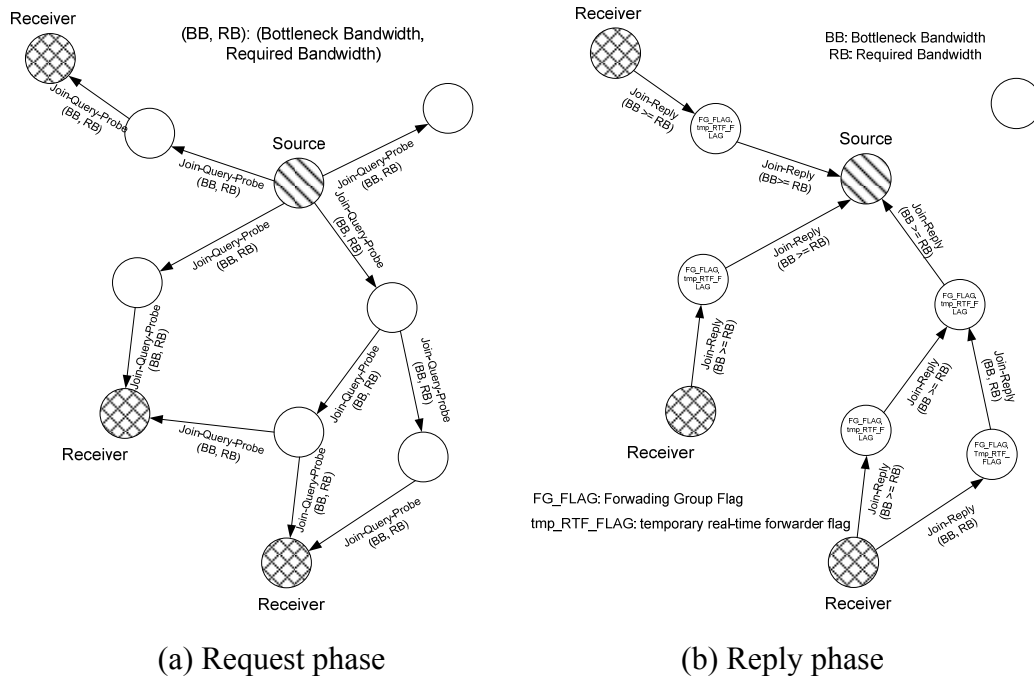 Receiver
(BB, RB): (Bottleneck Bandwidth,
Required Bandwidth)
Join-Query-Probe
(BB, RB)
Source
Join-Query-Probe
(BB, RB)
Join-Query-Probe
(BB, RB)
Join-Query-Probe
(BB, RB)
Join-Query-Probe
(BB, RB)
Join-Query-Probe
(BB, RB)
Join-Query-Probe
(BB, RB)
Join-Query-Probe
(BB, RB)
Receiver
Join-Query-Probe
(BB, RB)
Join-Query-Probe
(BB, RB)
Join-Query-Probe
(BB, RB)
Receiver
(a) Request phase
Receiver
BB: Bottleneck Bandwidth
RB: Required Bandwidth
Join-Reply
(BB >= RB)
FG_FLAG,
tmp_RTF_F
LAG
Source
Join-Reply
(BB>= RB)
Join-Reply
(BB >=RB)
Join-Reply
(BB >= RB)
FG_FLAG,
tmp_RTF_F
LAG
FG_FLAG,
tmp_RTF_F
LAG
Join-Reply
(BB >= RB)
Join-Reply
(BB >= RB)
Join-Reply
(BB, RB)
Receiver
FG_FLAG,
tmp_RTF_F
LAG
FG_FLAG,
Tmp_RTF_
FLAG
Join-Reply
(BB >= RB)
Join-Reply
(BB, RB)
FG_FLAG: Forwading Group Flag
tmp_RTF_FLAG: temporary real-time forwarder flag
Receiver
(b) Reply phase